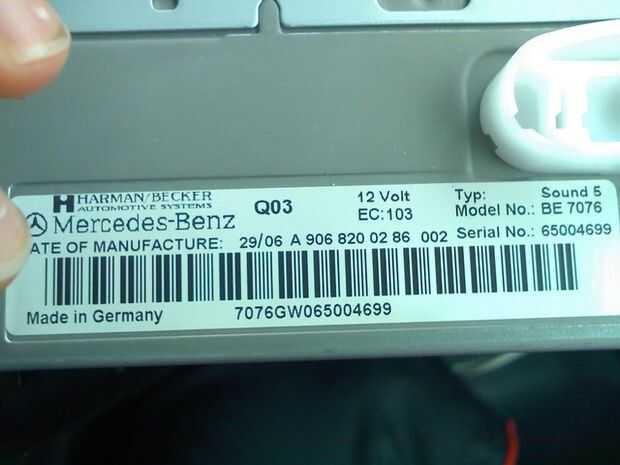 HARMAN/BECKER
AUTOMOTIVE SYSTEMS
Mercedes-Benz
Q03
12 Volt
EC:103
Typ: Sound 5
Model No.: BE 7076
ATE OF MANUFACTURE: 29/06 A 906 820 02 86 002 Serial No.: 65004699
Made in Germany 7076GW065004699